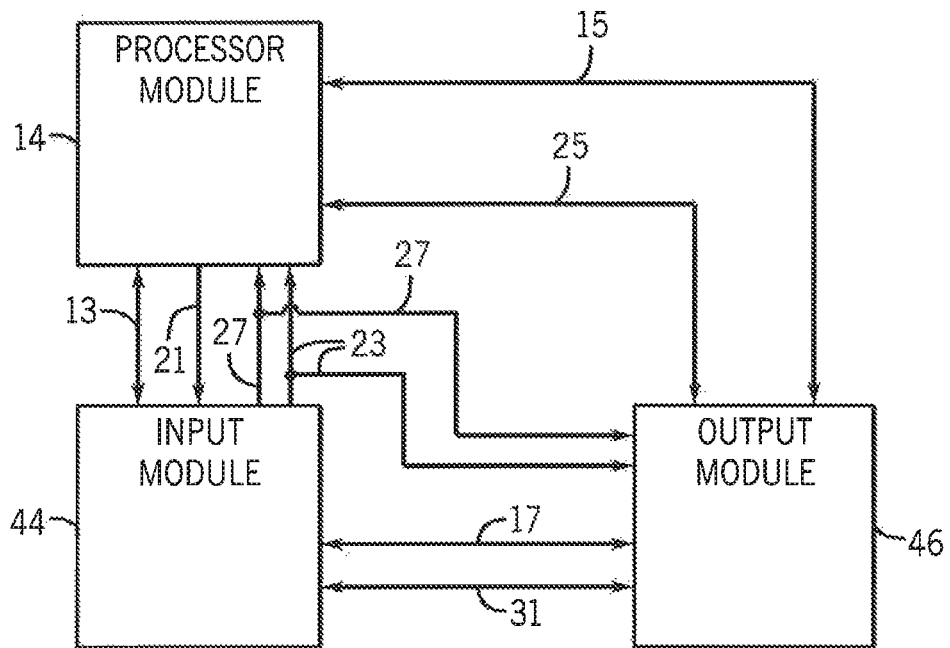 PROCESSOR
MODULE
15
14
25
27
13
21
27
23
INPUT
MODULE
OUTPUT
MODULE
44
17
46
31